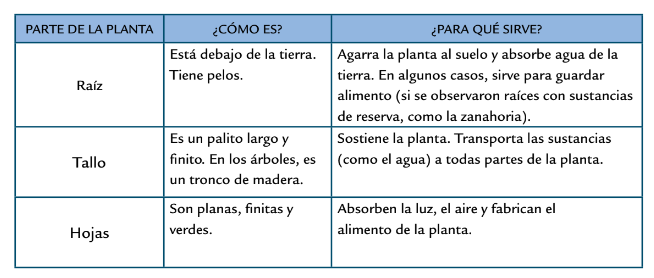 PARTE DE LA PLANTA
¿CÓMO ES?
¿PARA QUÉ SIRVE?
Raíz
Está debajo de la tierra.
Tiene pelos.
Agarra la planta al suelo y absorbe agua de la
tierra. En algunos casos, sirve para guardar
alimento (si se observaron raíces con sustancias
de reserva, como la zanahoria).
Tallo
Es un palito largo y
finito. En los árboles, es
un tronco de madera.
Sostiene la planta. Transporta las sustancias
(como el agua) a todas partes de la planta.
Hojas
Son planas, finitas y
verdes.
Absorben la luz, el aire y fabrican el
alimento de la planta.